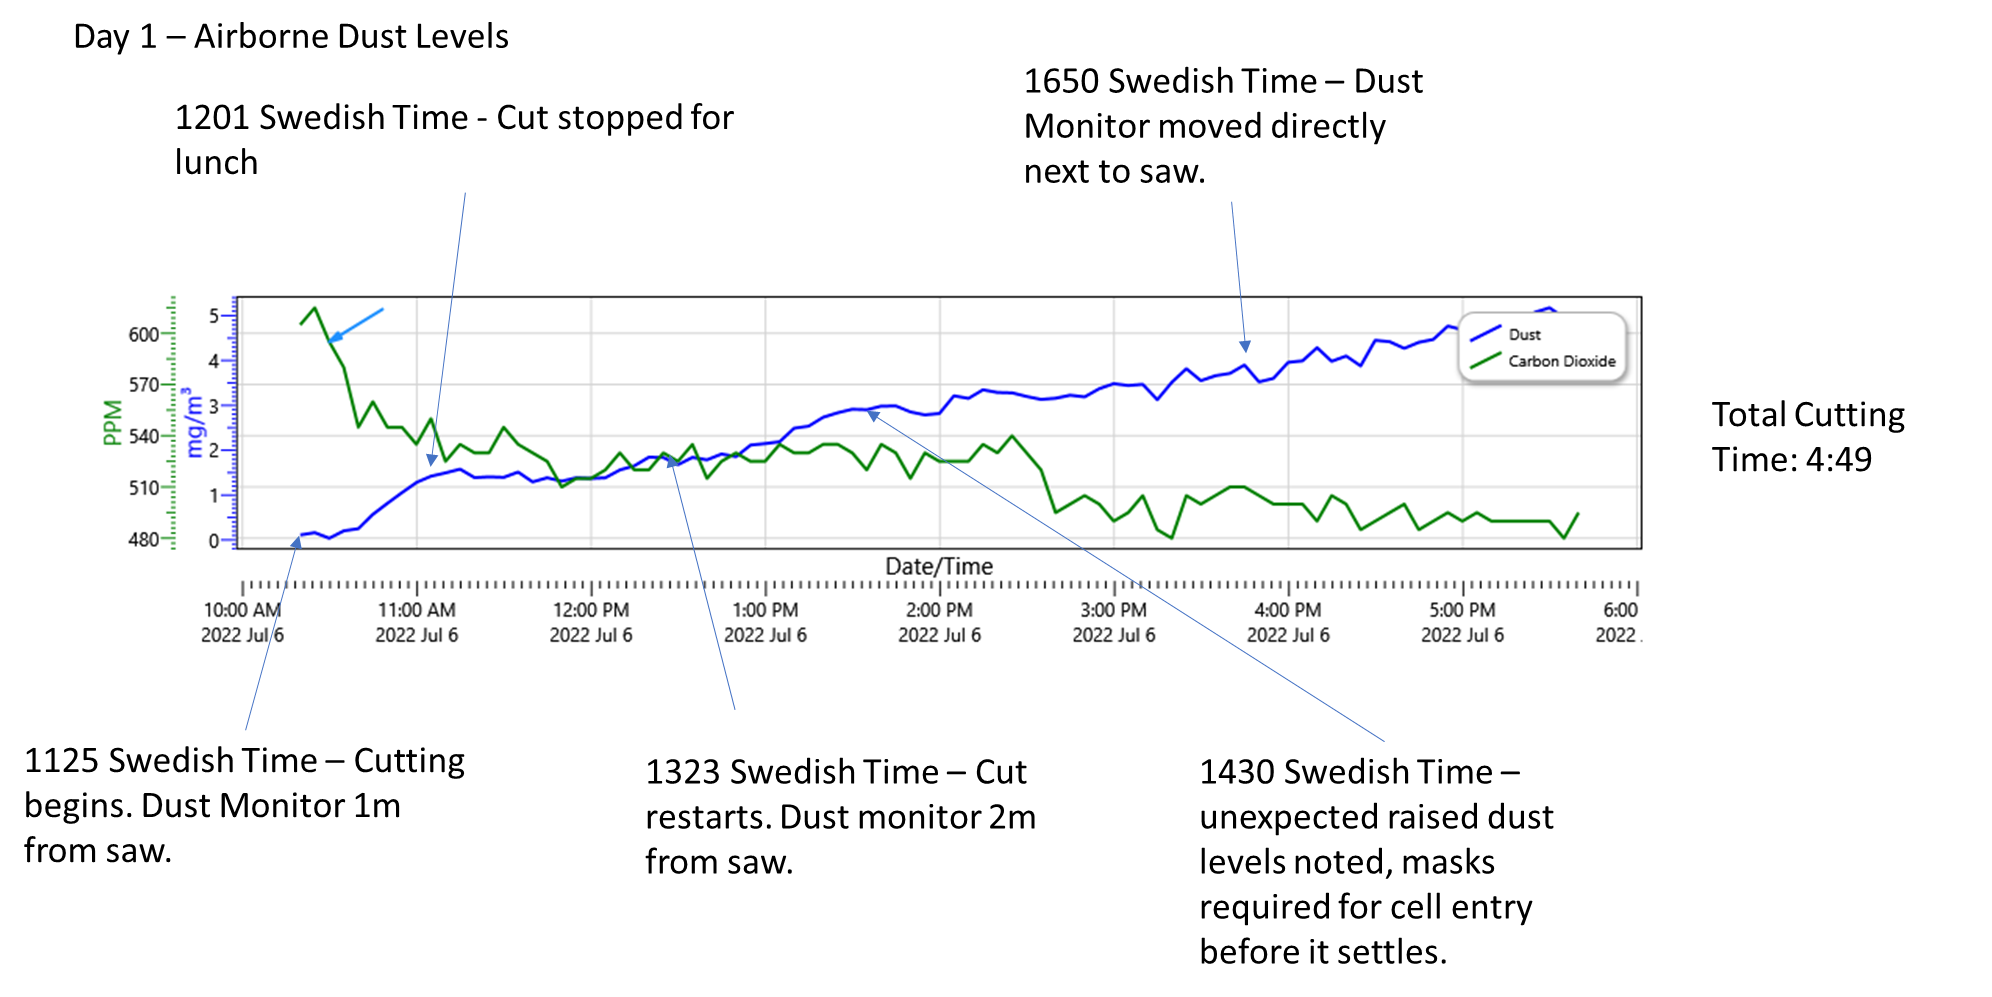 Day 1 – Airborne Dust Levels
1201 Swedish Time - Cut stopped for
lunch
1650 Swedish Time – Dust
Monitor moved directly
next to saw.
600
570
540
510
480
PPM
5
4
3
2
1
0
mg/m³
Dust
Carbon Dioxide
Total Cutting
Time: 4:49
Date/Time
10:00 AM 11:00 AM 12:00 PM 1:00 PM 2:00 PM 3:00 PM 4:00 PM 5:00 PM 6:00
2022 Jul 6 2022 Jul 6 2022 Jul 6 2022 Jul 6 2022 Jul 6 2022 Jul 6 2022 Jul 6 2022 Jul 6 2022
1125 Swedish Time – Cutting
begins. Dust Monitor 1m
from saw.
1323 Swedish Time – Cut
restarts. Dust monitor 2m
from saw.
1430 Swedish Time –
unexpected raised dust
levels noted, masks
required for cell entry
before it settles.